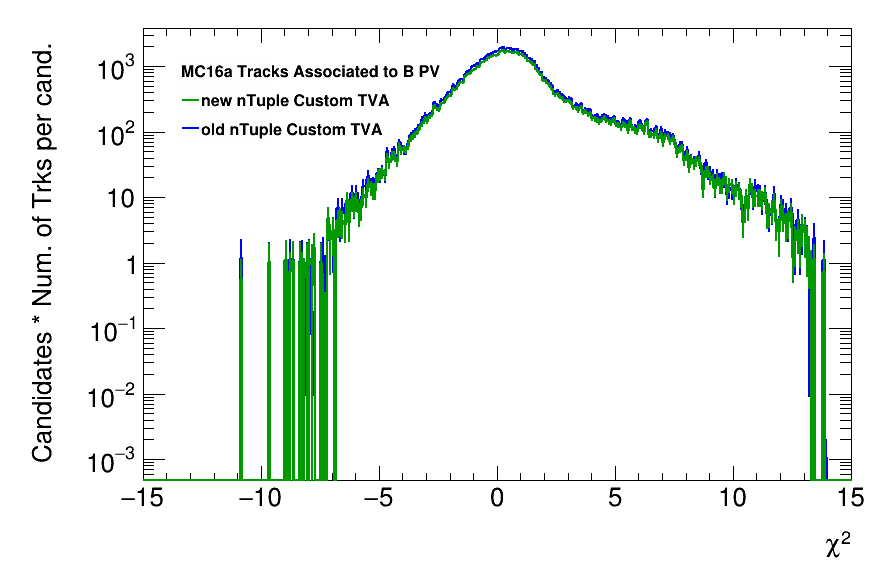 Candidates * Num. of Trks per cand.
MC16a Tracks Associated to B PV
new nTuple Custom TVA
old nTuple Custom TVA
10³
10²
10
1
10⁻¹
10⁻²
10⁻³
−15 −10 −5 0 5 10 15
χ²